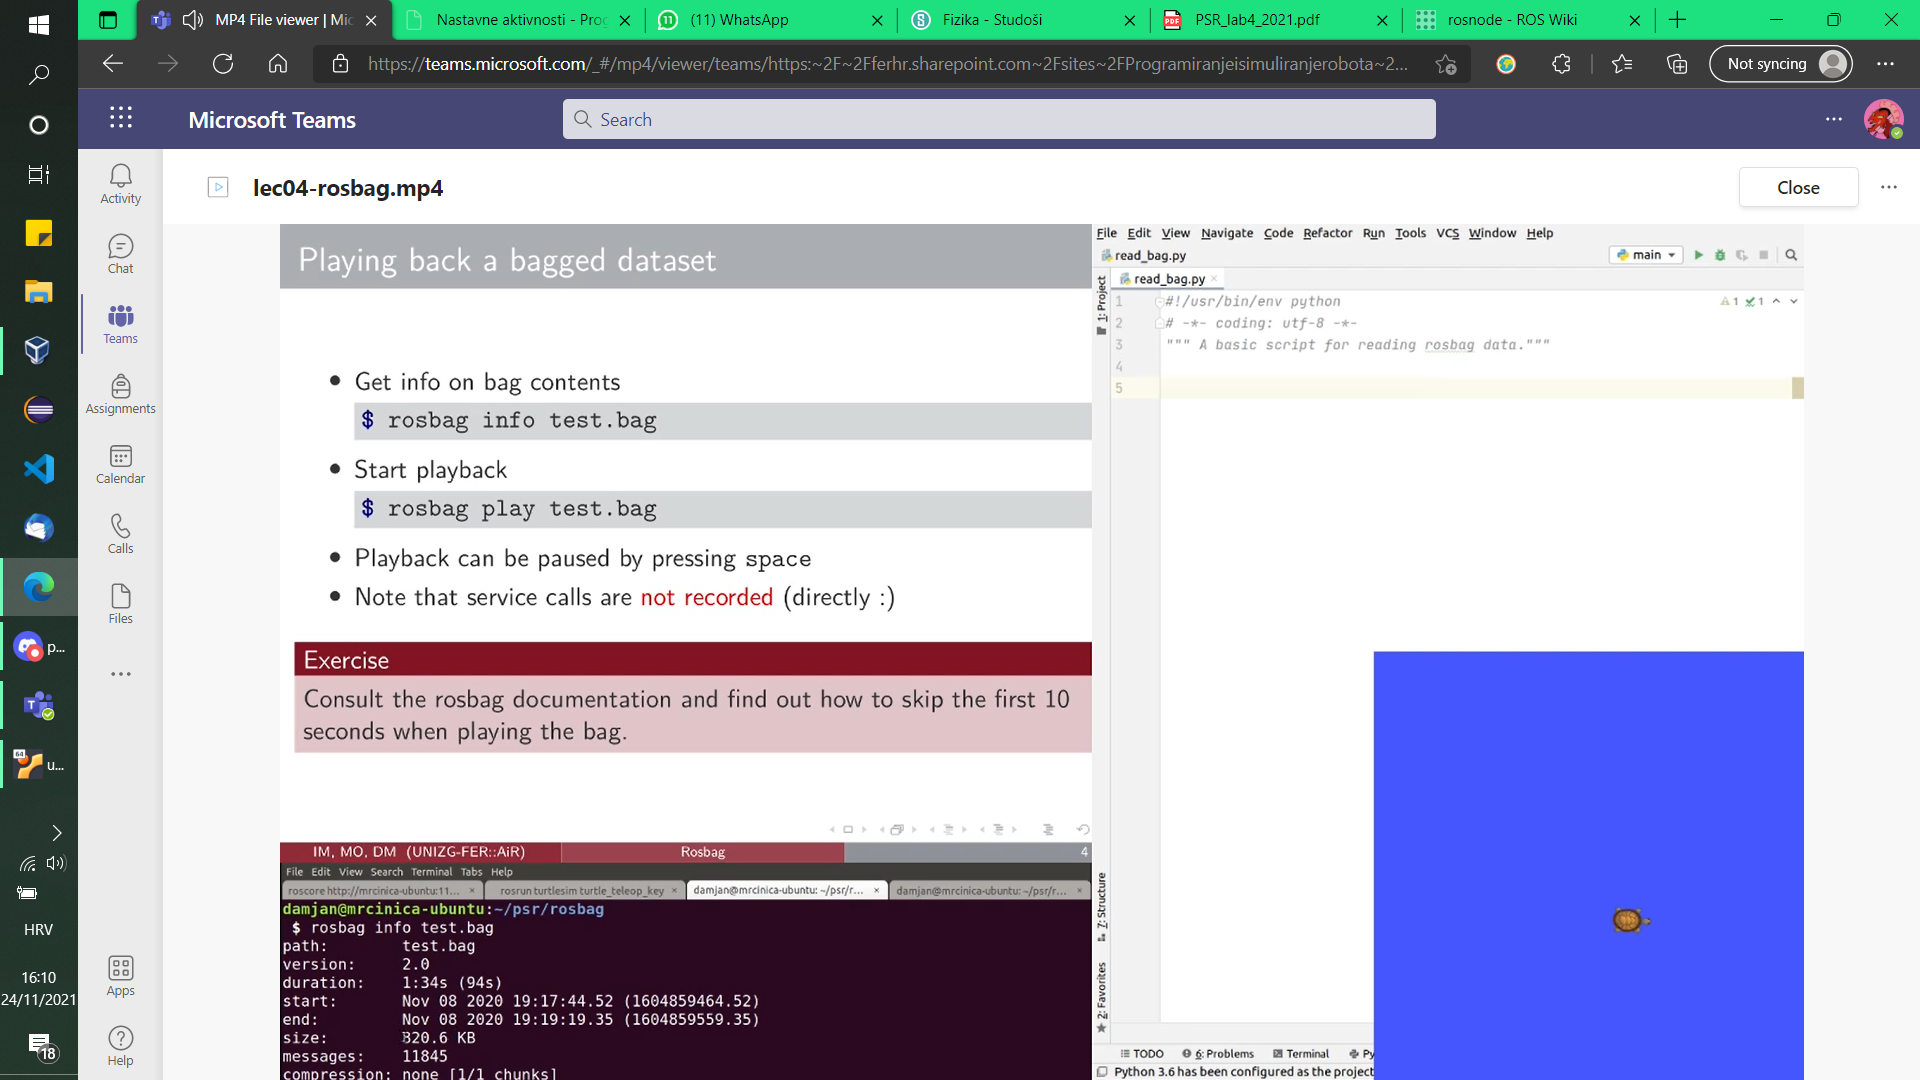 MP4 File viewer | Mic
Nastavne aktivnosti - Prog
(11) WhatsApp
Fizika - Studoši
PSR_lab4_2021.pdf
rosnode - ROS Wiki
https://teams.microsoft.com/_#/mp4/viewer/teams/https:~2F~2Fferhr.sharepoint.com~2Fsites~2FProgramiranjeisimuliranjerobota~2...
Not syncing
Microsoft Teams
Search
Activity
Chat
Teams
Assignments
Calendar
Calls
Files
Apps
Help
p...
u...
HRV
16:10
24/11/2021
18
lec04-rosbag.mp4
Close
Playing back a bagged dataset
• Get info on bag contents
$ rosbag info test.bag
• Start playback
$ rosbag play test.bag
• Playback can be paused by pressing space
• Note that service calls are not recorded (directly :)
Exercise
Consult the rosbag documentation and find out how to skip the first 10
seconds when playing the bag.
IM, MO, DM (UNIZG-FER::AiR)
Rosbag
4
File Edit View Search Terminal Tabs Help
roscore http://mrcinica-ubuntu:11...
rosrun turtlesim turtle_teleop_key
damjan@mrcinica-ubuntu: ~/psr/r...
damjan@mrcinica-ubuntu: ~/psr/r...
damjan@mrcinica-ubuntu:~/psr/rosbag
$ rosbag info test.bag
path: test.bag
version: 2.0
duration: 1:34s (94s)
start: Nov 08 2020 19:17:44.52 (1604859464.52)
end: Nov 08 2020 19:19:19.35 (1604859559.35)
size: 820.6 KB
messages: 11845
compression: none [1/1 chunks]
File Edit View Navigate Code Refactor Run Tools VCS Window Help
read_bag.py
main
read_bag.py
1: Project
1 #!/usr/bin/env python
1 1
2 # -*- coding: utf-8 -*-
3 """ A basic script for reading rosbag data."""
4
5
7: Structure
2: Favorites
TODO
6: Problems
Terminal
Py
Python 3.6 has been configured as the project